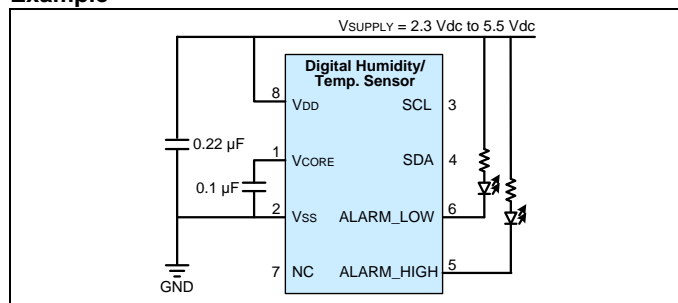 VSUPPLY = 2.3 Vdc to 5.5 Vdc
Digital Humidity/
Temp. Sensor
8 VDD SCL 3
0.22 µF
1 VCORE SDA 4
0.1 µF
2 VSS ALARM_LOW 6
7 NC ALARM_HIGH 5
GND